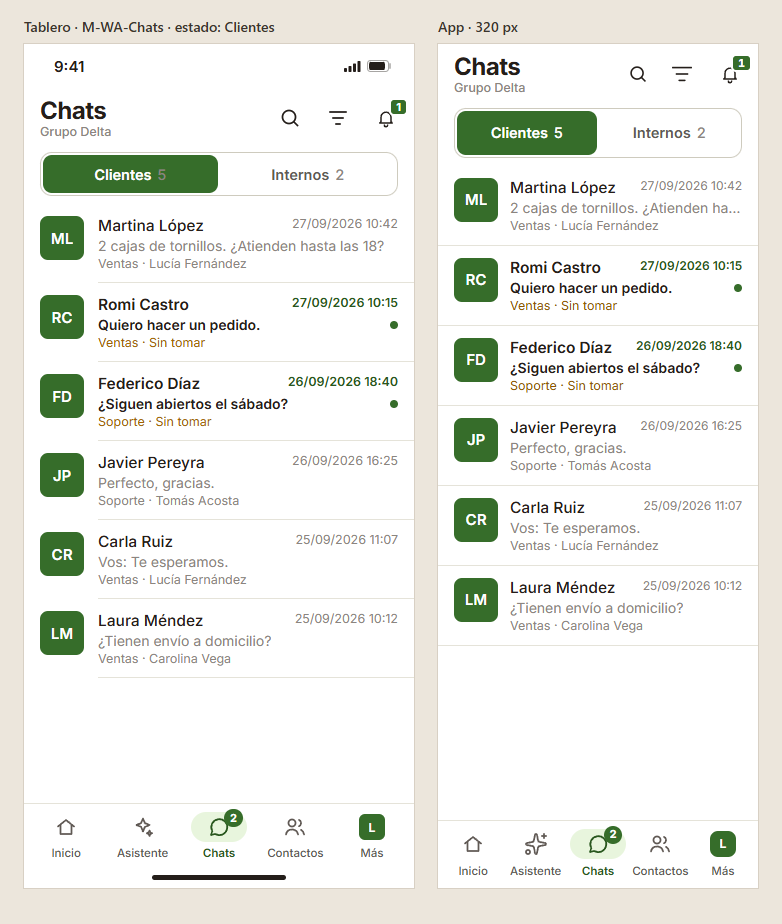 Tablero · M-WA-Chats · estado: Clientes
9:41
Chats
Grupo Delta
1
Clientes 5
Internos 2
ML
Martina López
27/09/2026 10:42
2 cajas de tornillos. ¿Atienden hasta las 18?
Ventas · Lucía Fernández
RC
Romi Castro
27/09/2026 10:15
Quiero hacer un pedido.
Ventas · Sin tomar
FD
Federico Díaz
26/09/2026 18:40
¿Siguen abiertos el sábado?
Soporte · Sin tomar
JP
Javier Pereyra
26/09/2026 16:25
Perfecto, gracias.
Soporte · Tomás Acosta
CR
Carla Ruiz
25/09/2026 11:07
Vos: Te esperamos.
Ventas · Lucía Fernández
LM
Laura Méndez
25/09/2026 10:12
¿Tienen envío a domicilio?
Ventas · Carolina Vega
2
L
Inicio
Asistente
Chats
Contactos
Más
App · 320 px
Chats
Grupo Delta
1
Clientes 5
Internos 2
ML
Martina López
27/09/2026 10:42
2 cajas de tornillos. ¿Atienden ha...
Ventas · Lucía Fernández
RC
Romi Castro
27/09/2026 10:15
Quiero hacer un pedido.
Ventas · Sin tomar
FD
Federico Díaz
26/09/2026 18:40
¿Siguen abiertos el sábado?
Soporte · Sin tomar
JP
Javier Pereyra
26/09/2026 16:25
Perfecto, gracias.
Soporte · Tomás Acosta
CR
Carla Ruiz
25/09/2026 11:07
Vos: Te esperamos.
Ventas · Lucía Fernández
LM
Laura Méndez
25/09/2026 10:12
¿Tienen envío a domicilio?
Ventas · Carolina Vega
2
L
Inicio
Asistente
Chats
Contactos
Más